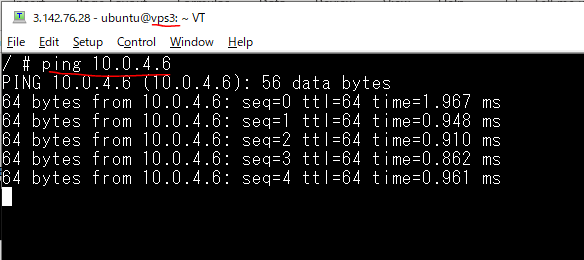 3.142.76.28 - ubuntu@vps3: ~ VT
File Edit Setup Control Window Help
/ # ping 10.0.4.6
PING 10.0.4.6 (10.0.4.6): 56 data bytes
64 bytes from 10.0.4.6: seq=0 ttl=64 time=1.967 ms
64 bytes from 10.0.4.6: seq=1 ttl=64 time=0.948 ms
64 bytes from 10.0.4.6: seq=2 ttl=64 time=0.910 ms
64 bytes from 10.0.4.6: seq=3 ttl=64 time=0.862 ms
64 bytes from 10.0.4.6: seq=4 ttl=64 time=0.961 ms